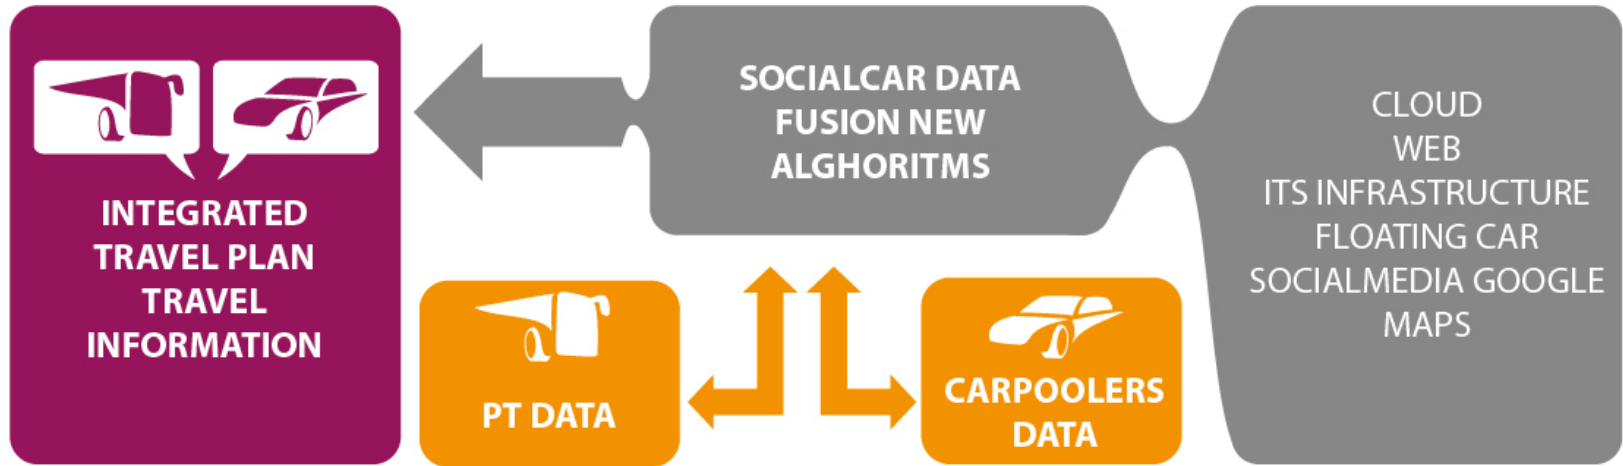 INTEGRATED
TRAVEL PLAN
TRAVEL
INFORMATION
SOCIALCAR DATA
FUSION NEW
ALGHORITMS
PT DATA
CARPOOLERS
DATA
CLOUD
WEB
ITS INFRASTRUCTURE
FLOATING CAR
SOCIALMEDIA GOOGLE
MAPS